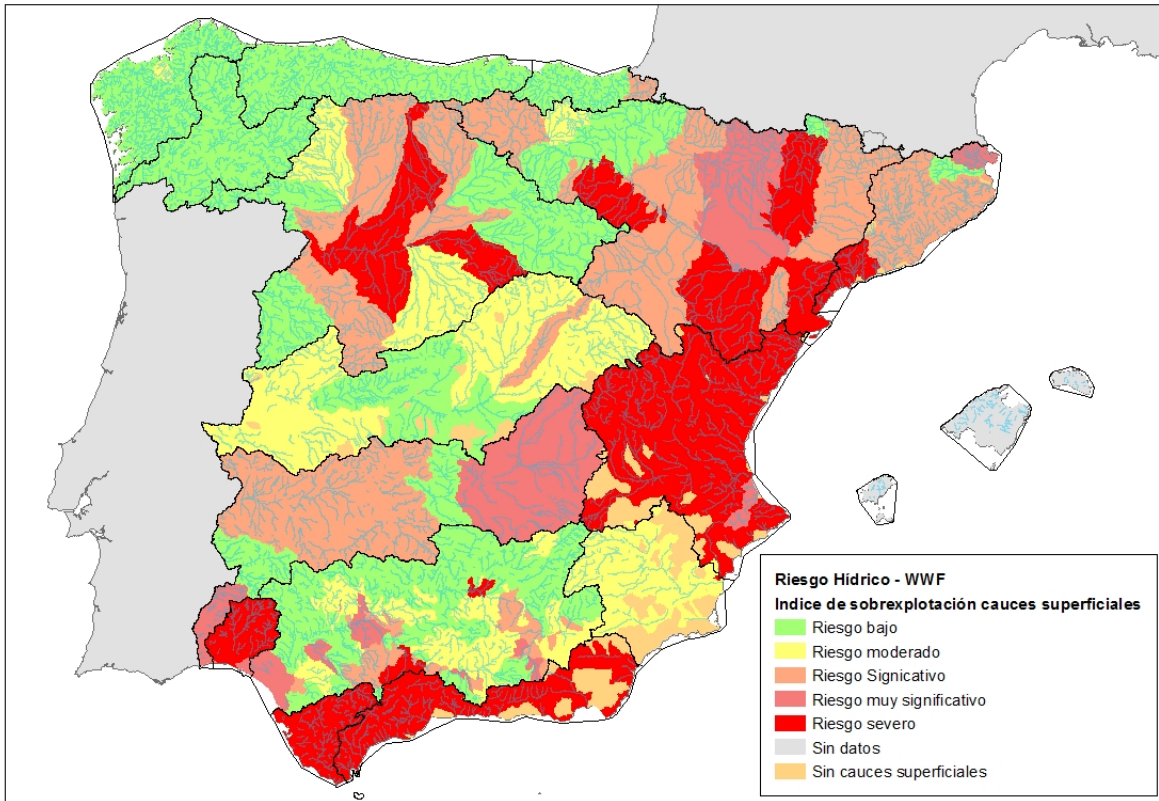 Riesgo Hídrico - WWF
Indice de sobrexplotación cauces superficiales
Riesgo bajo
Riesgo moderado
Riesgo Signicativo
Riesgo muy significativo
Riesgo severo
Sin datos
Sin cauces superficiales